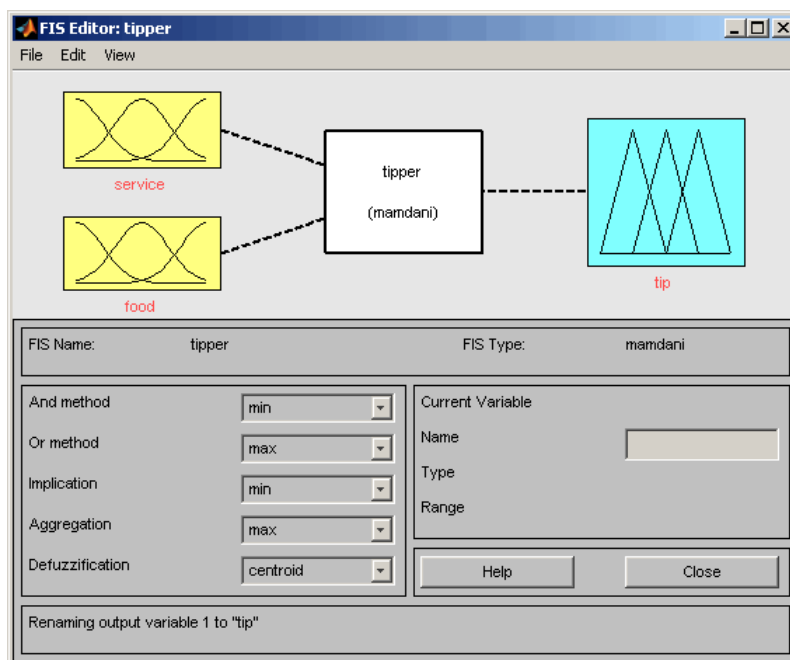 FIS Editor: tipper
File Edit View
service
food
tipper
(mamdani)
tip
FIS Name: tipper FIS Type: mamdani
And method min
Or method max
Implication min
Aggregation max
Defuzzification centroid
Current Variable
Name
Type
Range
Help Close
Renaming output variable 1 to "tip"